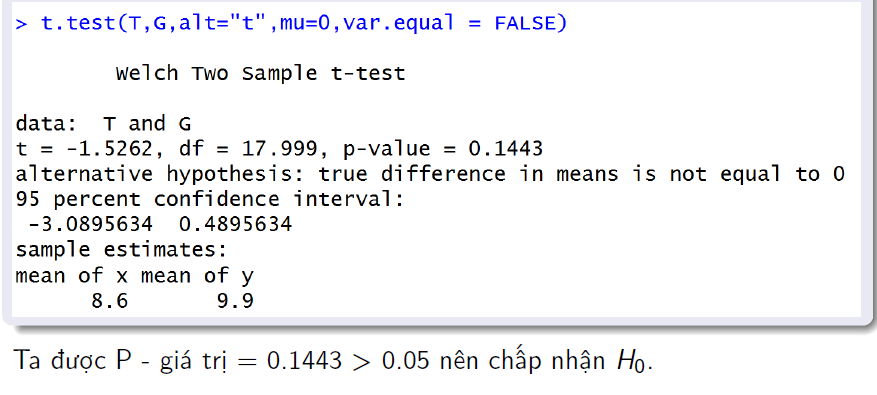 > t.test(T,G,alt="t",mu=0,var.equal = FALSE)
Welch Two Sample t-test
data:  T and G
t = -1.5262, df = 17.999, p-value = 0.1443
alternative hypothesis: true difference in means is not equal to 0
95 percent confidence interval:
-3.0895634  0.4895634
sample estimates:
mean of x mean of y
8.6       9.9
Ta được P - giá trị = 0.1443 > 0.05 nên chấp nhận H₀.